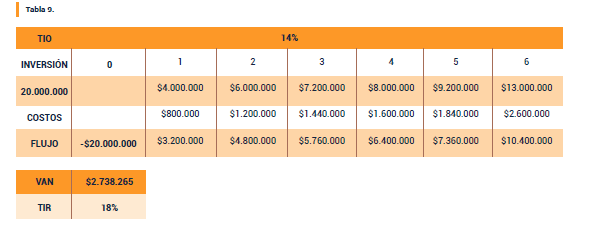 Tabla 9.
TIO 14%
INVERSIÓN 0 1 2 3 4 5 6
20.000.000 $4.000.000 $6.000.000 $7.200.000 $8.000.000 $9.200.000 $13.000.000
COSTOS $800.000 $1.200.000 $1.440.000 $1.600.000 $1.840.000 $2.600.000
FLUJO -$20.000.000 $3.200.000 $4.800.000 $5.760.000 $6.400.000 $7.360.000 $10.400.000
VAN $2.738.265
TIR 18%